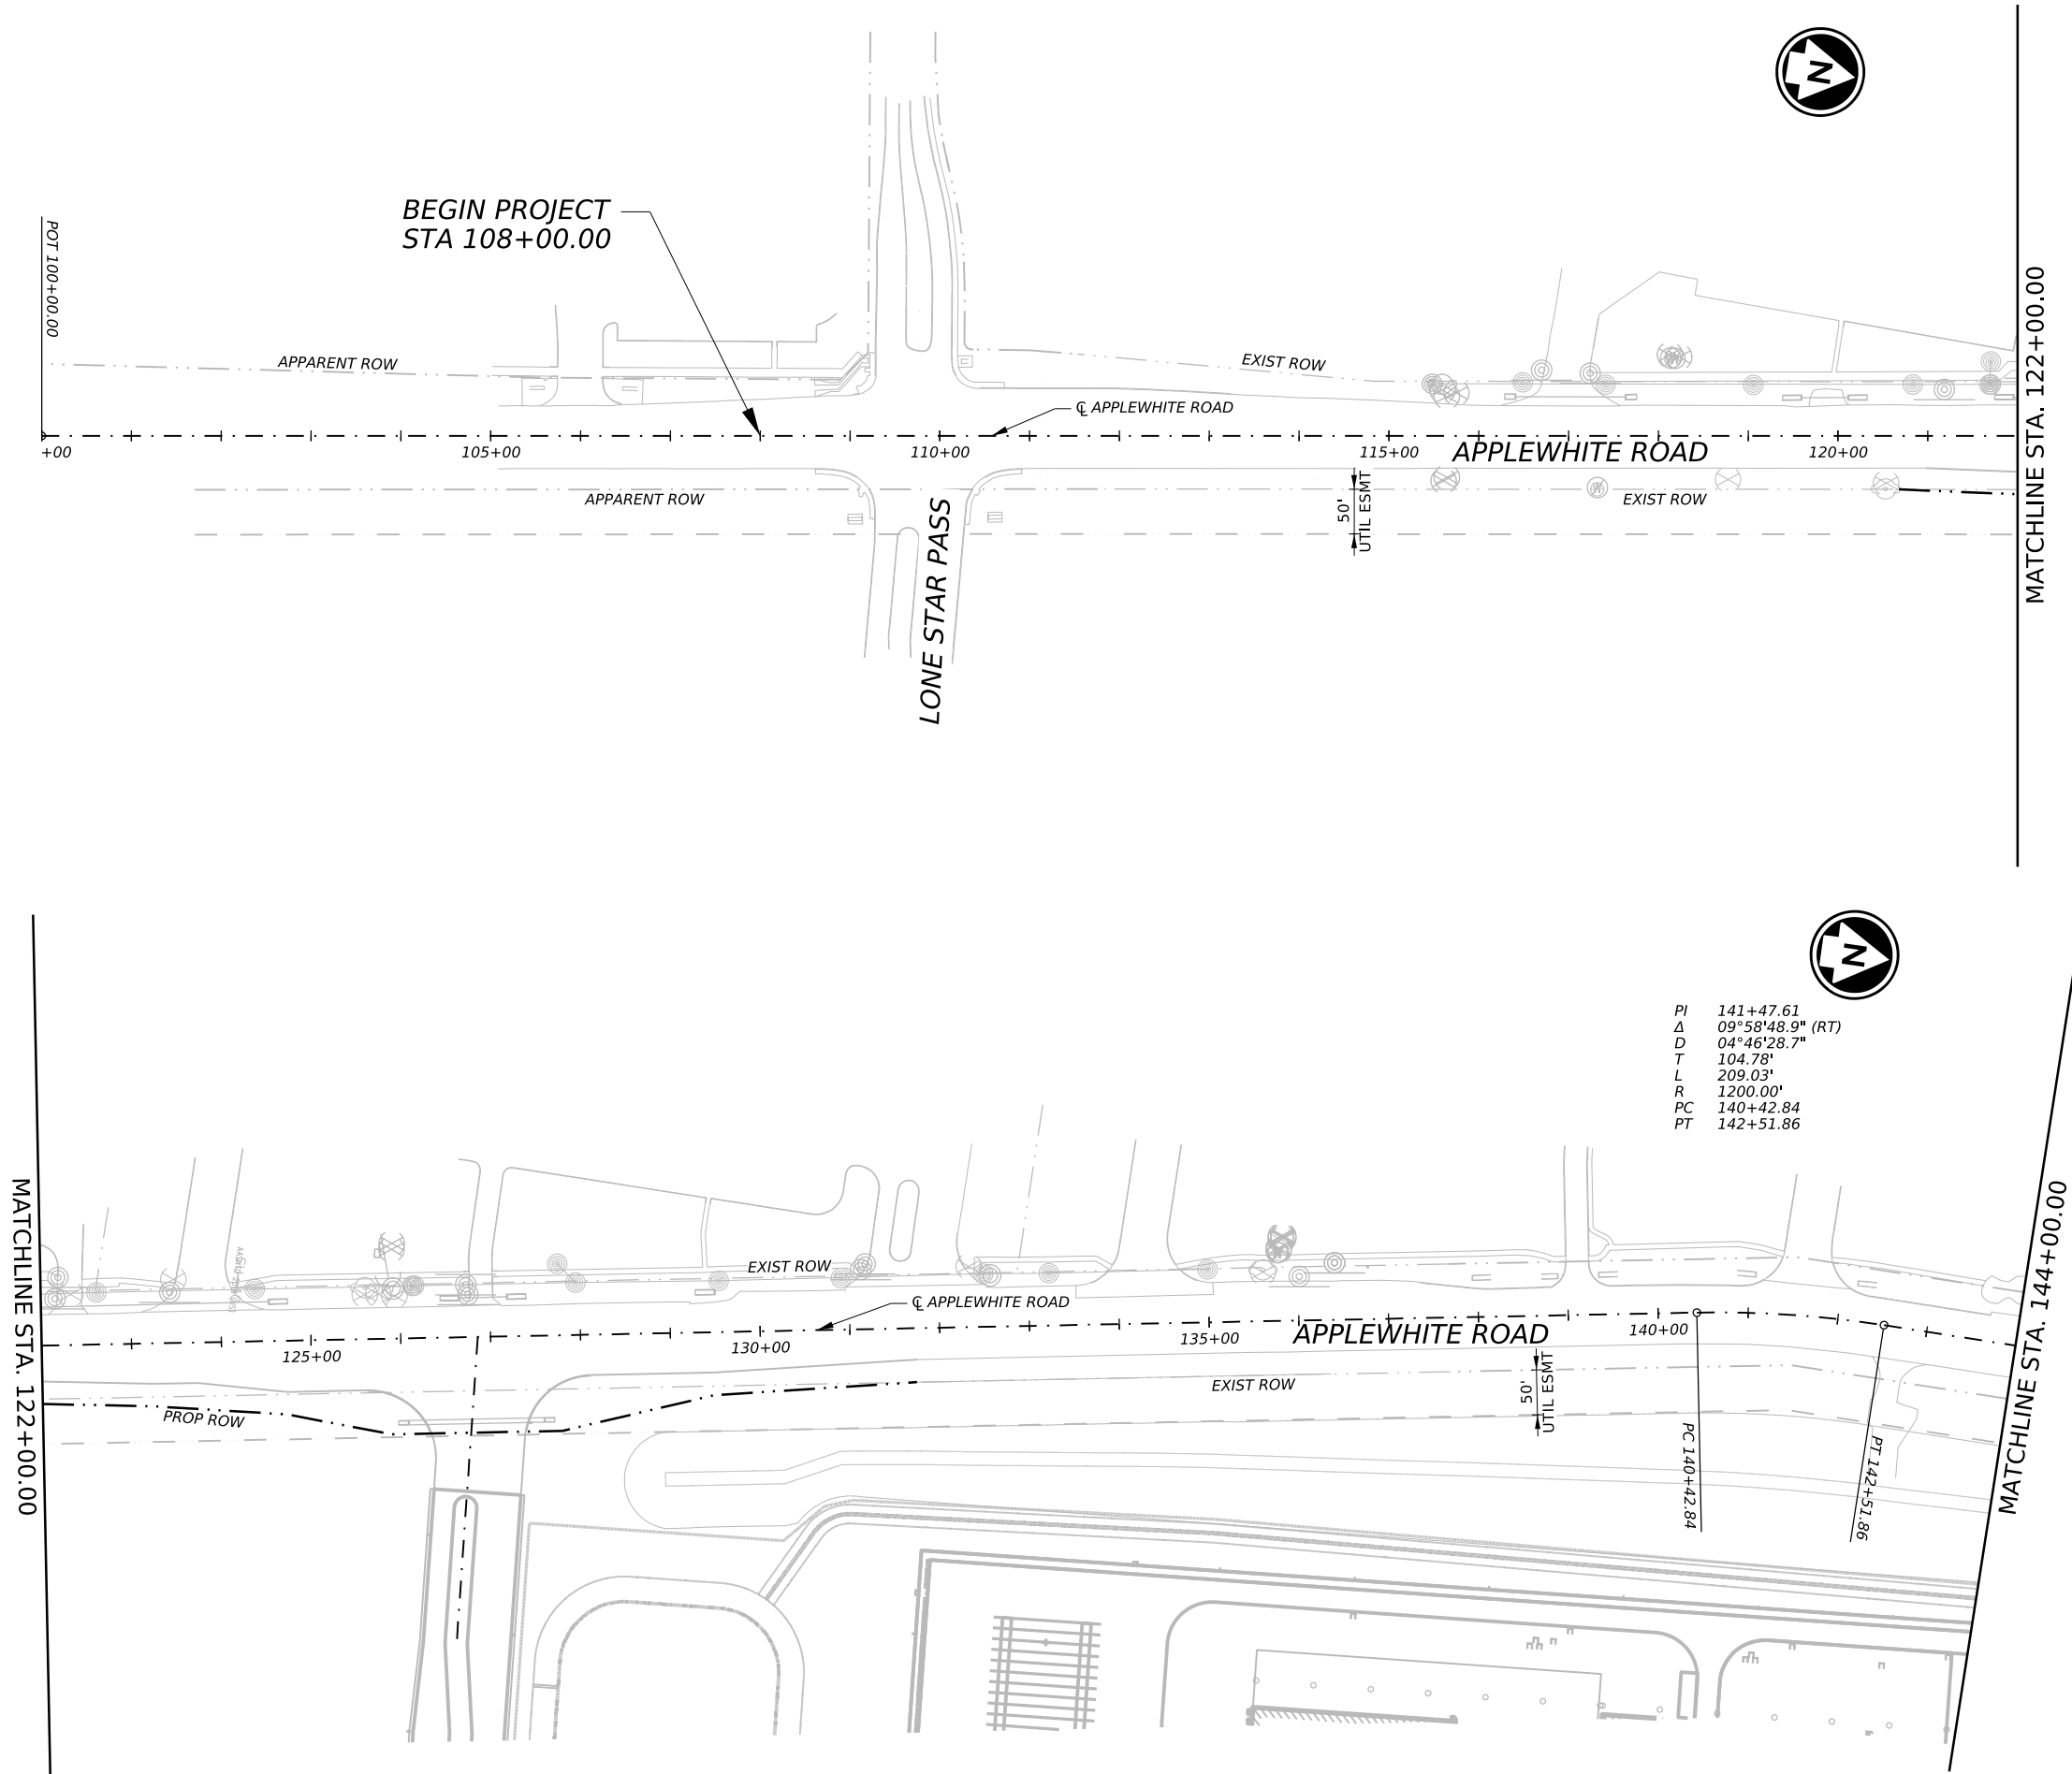 N
BEGIN PROJECT
STA 108+00.00
POT 100+00.00
APPARENT ROW
EXIST ROW
℄ APPLEWHITE ROAD
+00
105+00
110+00
115+00
APPLEWHITE ROAD
120+00
APPARENT ROW
EXIST ROW
50'
UTIL ESMT
LONE STAR PASS
MATCHLINE STA. 122+00.00
N
PI 141+47.61
Δ 09°58'48.9" (RT)
D 04°46'28.7"
T 104.78'
L 209.03'
R 1200.00'
PC 140+42.84
PT 142+51.86
MATCHLINE STA. 122+00.00
EXIST ROW
℄ APPLEWHITE ROAD
125+00
130+00
135+00
APPLEWHITE ROAD
140+00
PROP ROW
EXIST ROW
50'
UTIL ESMT
PC 140+42.84
PT 142+51.86
MATCHLINE STA. 144+00.00